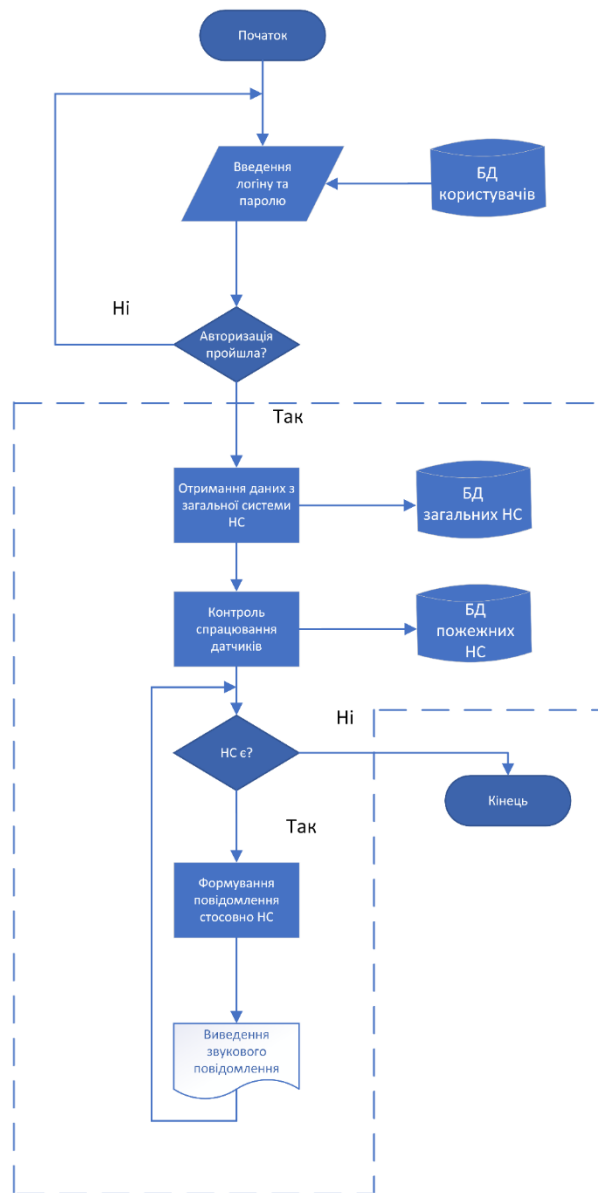 Початок
Введення
логіну та
паролю
БД
користувачів
Ні
Авторизація
пройшла?
Так
Отримання даних з
загальної системи
НС
БД
загальних НС
Контроль
спрацювання
датчиків
БД
пожежних
НС
Ні
НС є?
Кінець
Так
Формування
повідомлення
стосовно НС
Виведення
звукового
повідомлення